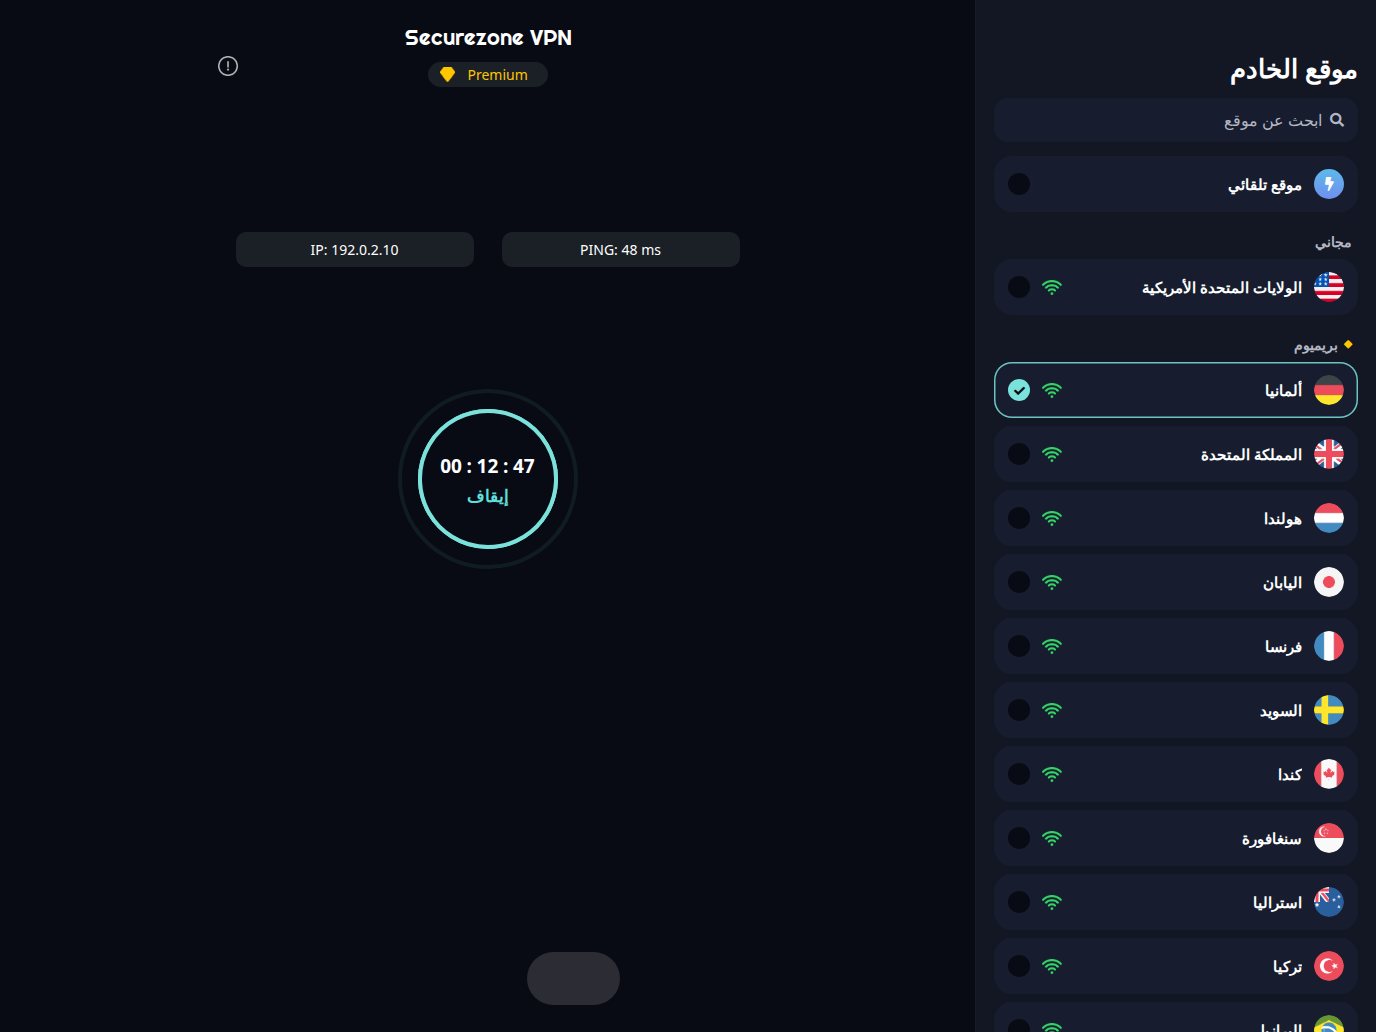 Securezone VPN
Premium
IP: 192.0.2.10
PING: 48 ms
00 : 12 : 47
إيقاف
موقع الخادم
ابحث عن موقع
موقع تلقائي
مجاني
الولايات المتحدة الأمريكية
بريميوم
ألمانيا
المملكة المتحدة
هولندا
اليابان
فرنسا
السويد
كندا
سنغافورة
استراليا
تركيا